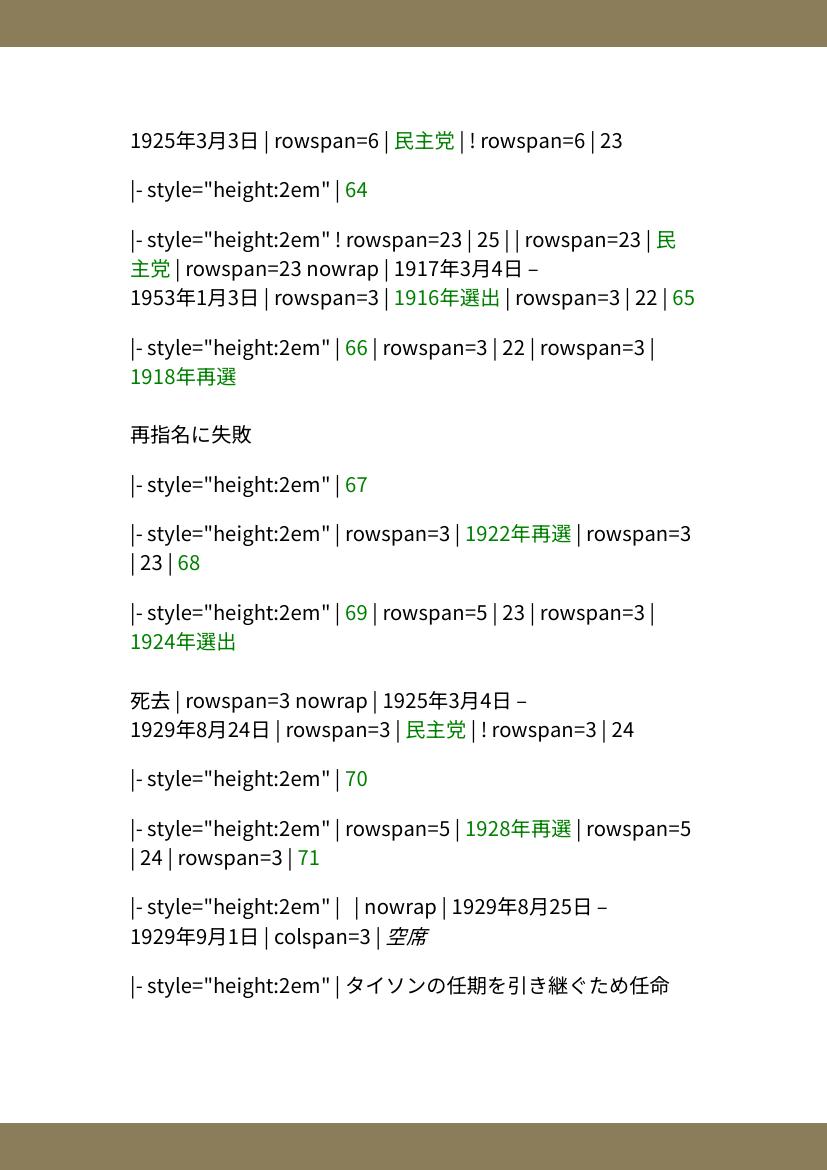 1925年3月3日 | rowspan=6 | 民主党 | ! rowspan=6 | 23
|- style="height:2em" | 64
|- style="height:2em" ! rowspan=23 | 25 | | rowspan=23 | 民
主党 | rowspan=23 nowrap | 1917年3月4日 –
1953年1月3日 | rowspan=3 | 1916年選出 | rowspan=3 | 22 | 65
|- style="height:2em" | 66 | rowspan=3 | 22 | rowspan=3 |
1918年再選
再指名に失敗
|- style="height:2em" | 67
|- style="height:2em" | rowspan=3 | 1922年再選 | rowspan=3
| 23 | 68
|- style="height:2em" | 69 | rowspan=5 | 23 | rowspan=3 |
1924年選出
死去 | rowspan=3 nowrap | 1925年3月4日 –
1929年8月24日 | rowspan=3 | 民主党 | ! rowspan=3 | 24
|- style="height:2em" | 70
|- style="height:2em" | rowspan=5 | 1928年再選 | rowspan=5
| 24 | rowspan=3 | 71
|- style="height:2em" | | nowrap | 1929年8月25日 –
1929年9月1日 | colspan=3 | 空席
|- style="height:2em" | タイソンの任期を引き継ぐため任命